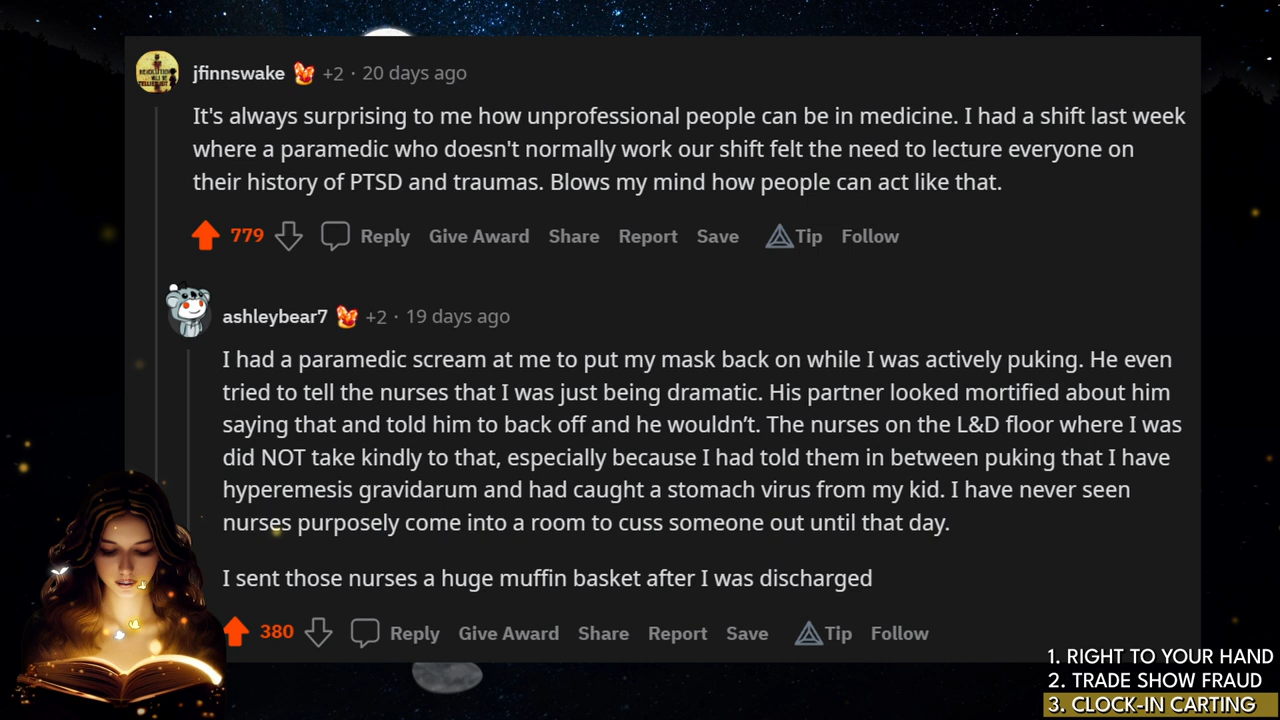 jfinnswake +2 · 20 days ago
It's always surprising to me how unprofessional people can be in medicine. I had a shift last week
where a paramedic who doesn't normally work our shift felt the need to lecture everyone on
their history of PTSD and traumas. Blows my mind how people can act like that.
779 Reply Give Award Share Report Save Tip Follow
ashleybear7 +2 · 19 days ago
I had a paramedic scream at me to put my mask back on while I was actively puking. He even
tried to tell the nurses that I was just being dramatic. His partner looked mortified about him
saying that and told him to back off and he wouldn’t. The nurses on the L&D floor where I was
did NOT take kindly to that, especially because I had told them in between puking that I have
hyperemesis gravidarum and had caught a stomach virus from my kid. I have never seen
nurses purposely come into a room to cuss someone out until that day.
I sent those nurses a huge muffin basket after I was discharged
380 Reply Give Award Share Report Save Tip Follow
1. RIGHT TO YOUR HAND
2. TRADE SHOW FRAUD
3. CLOCK-IN CARTING